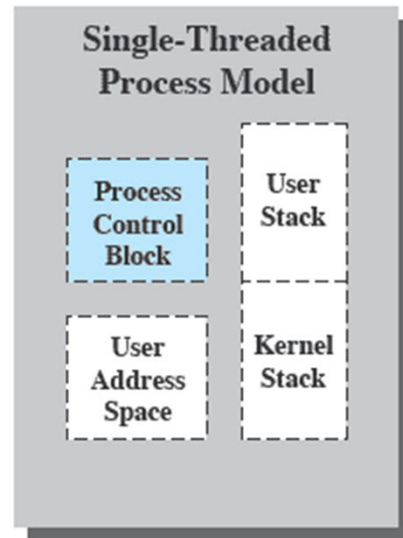 Single-Threaded
Process Model
Process
Control
Block
User
Address
Space
User
Stack
Kernel
Stack